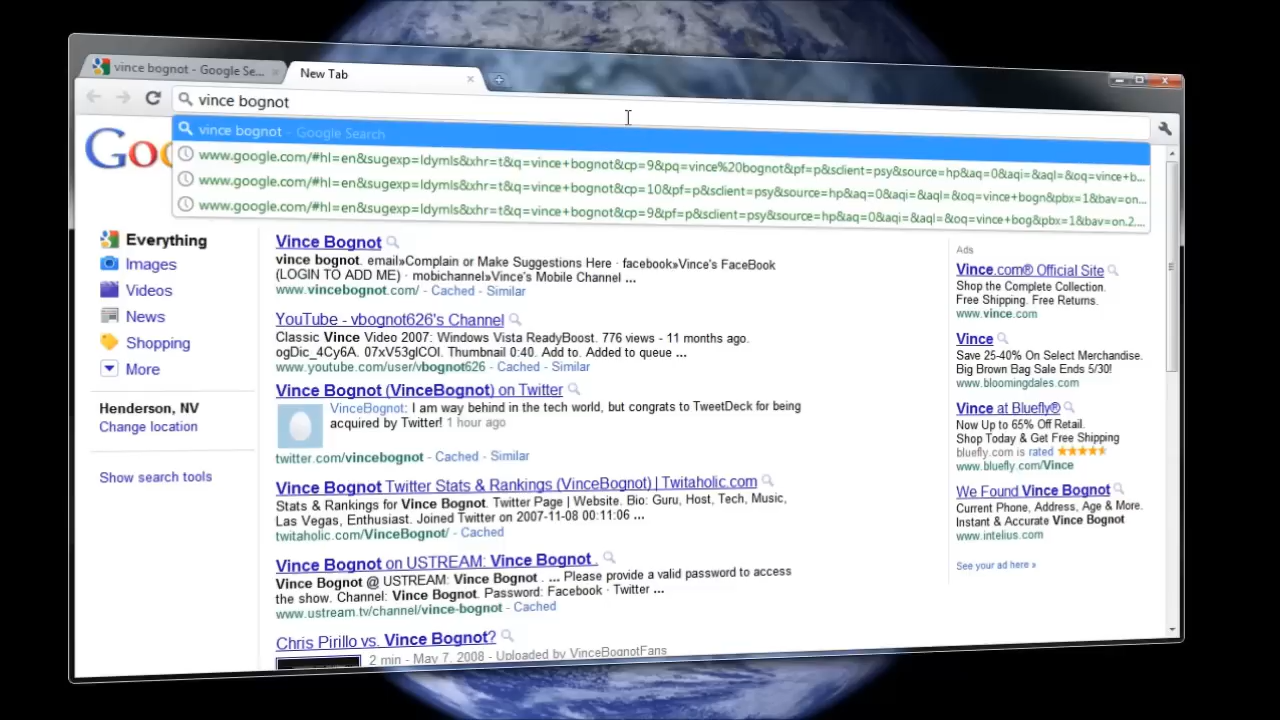 vince bognot - Google Se...
New Tab
vince bognot
vince bognot - Google Search
www.google.com/#hl=en&sugexp=ldymls&xhr=t&q=vince+bognot&cp=9&pq=vince%20bognot&pf=p&sclient=psy&source=hp&aq=0&aqi=&aql=&oq=vince+b...
www.google.com/#hl=en&sugexp=ldymls&xhr=t&q=vince+bognot&cp=10&pf=p&sclient=psy&source=hp&aq=0&aqi=&aql=&oq=vince+bogn&pbx=1&bav=on...
www.google.com/#hl=en&sugexp=ldymls&xhr=t&q=vince+bognot&cp=9&pf=p&sclient=psy&source=hp&aq=0&aqi=&aql=&oq=vince+bog&pbx=1&bav=on.2....
Goo
Everything
Images
Videos
News
Shopping
More
Henderson, NV
Change location
Show search tools
Vince Bognot
vince bognot. email»Complain or Make Suggestions Here · facebook»Vince's FaceBook
(LOGIN TO ADD ME) · mobichannel»Vince's Mobile Channel ...
www.vincebognot.com/ - Cached - Similar
YouTube - vbognot626's Channel
Classic Vince Video 2007: Windows Vista ReadyBoost. 776 views - 11 months ago.
ogDic_4Cy6A. 07xV53glCOI. Thumbnail 0:40. Add to. Added to queue ...
www.youtube.com/user/vbognot626 - Cached - Similar
Vince Bognot (VinceBognot) on Twitter
VinceBognot: I am way behind in the tech world, but congrats to TweetDeck for being
acquired by Twitter! 1 hour ago
twitter.com/vincebognot - Cached - Similar
Vince Bognot Twitter Stats & Rankings (VinceBognot) | Twitaholic.com
Stats & Rankings for Vince Bognot. Twitter Page | Website. Bio: Guru, Host, Tech, Music,
Las Vegas, Enthusiast. Joined Twitter on 2007-11-08 00:11:06 ...
twitaholic.com/VinceBognot/ - Cached
Vince Bognot on USTREAM: Vince Bognot .
Vince Bognot @ USTREAM: Vince Bognot . ... Please provide a valid password to access
the show. Channel: Vince Bognot. Password: Facebook · Twitter ...
www.ustream.tv/channel/vince-bognot - Cached
Chris Pirillo vs. Vince Bognot?
2 min - May 7, 2008 - Uploaded by VinceBognotFans
Ads
Vince.com® Official Site
Shop the Complete Collection.
Free Shipping. Free Returns.
www.vince.com
Vince
Save 25-40% On Select Merchandise.
Big Brown Bag Sale Ends 5/30!
www.bloomingdales.com
Vince at Bluefly®
Now Up to 65% Off Retail.
Shop Today & Get Free Shipping
bluefly.com is rated
www.bluefly.com/Vince
We Found Vince Bognot
Current Phone, Address, Age & More.
Instant & Accurate Vince Bognot
www.intelius.com
See your ad here »